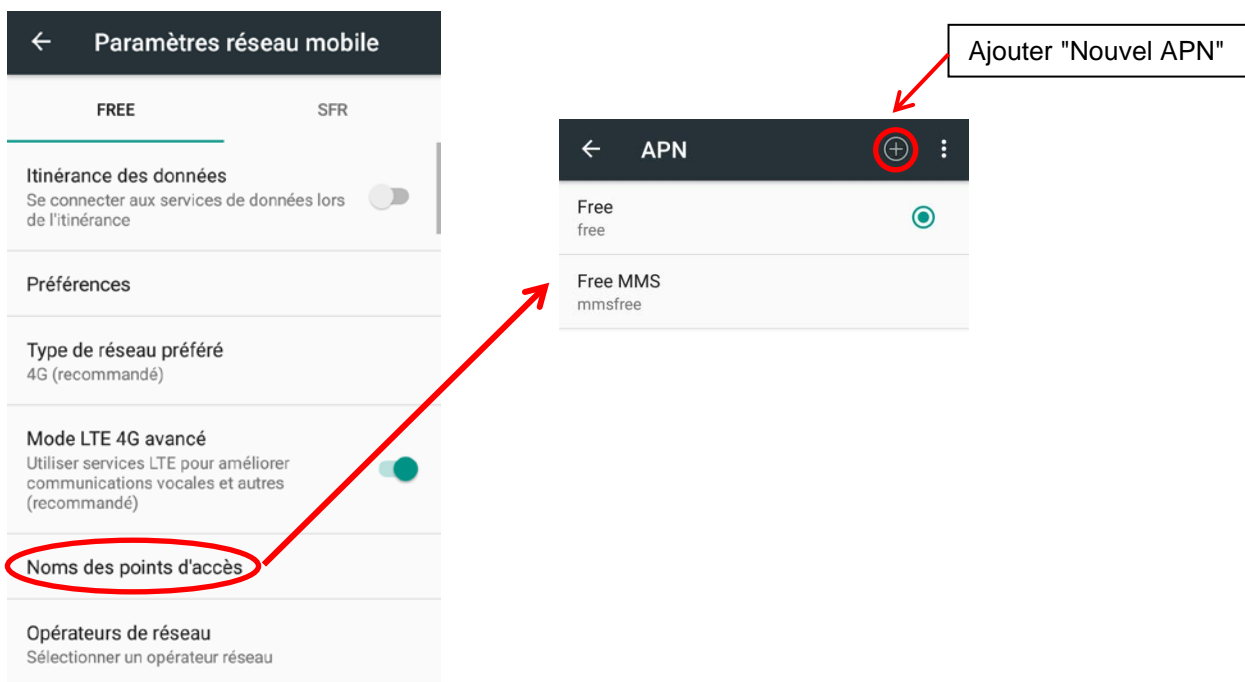 Paramètres réseau mobile
FREE SFR
Itinérance des données
Se connecter aux services de données lors
de l'itinérance
Préférences
Type de réseau préféré
4G (recommandé)
Mode LTE 4G avancé
Utiliser services LTE pour améliorer
communications vocales et autres
(recommandé)
Noms des points d'accès
Opérateurs de réseau
Sélectionner un opérateur réseau
Ajouter "Nouvel APN"
APN
Free
free
Free MMS
mmsfree